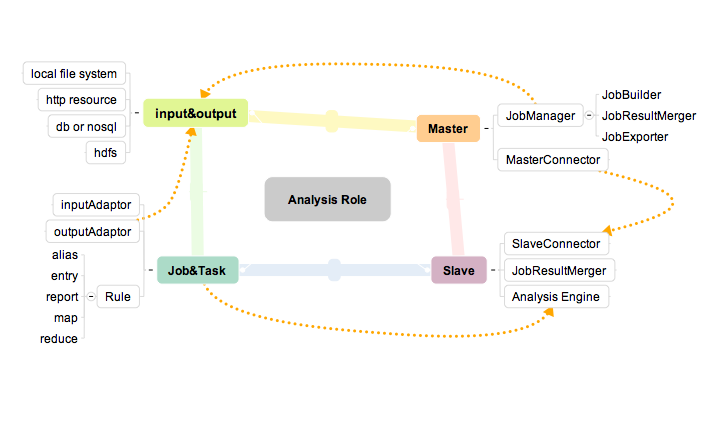 local file system
http resource
db or nosql
hdfs
input&output
Master
JobManager
JobBuilder
JobResultMerger
JobExporter
MasterConnector
Analysis Role
inputAdaptor
outputAdaptor
alias
entry
report
map
reduce
Rule
Job&Task
Slave
SlaveConnector
JobResultMerger
Analysis Engine